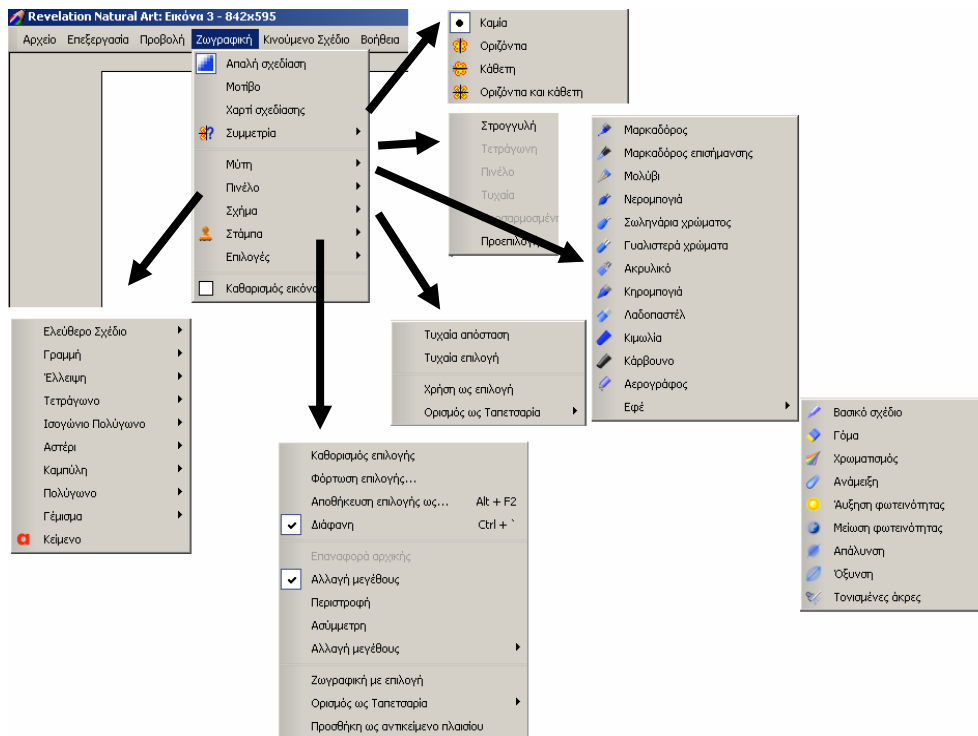 Revelation Natural Art: Εικόνα 3 - 842x595
Αρχείο Επεξεργασία Προβολή Ζωγραφική Κινούμενο Σχέδιο Βοήθεια
Απαλή σχεδίαση
Μοτίβο
Χαρτί σχεδίασης
Συμμετρία
Μύτη
Πινέλο
Σχήμα
Στάμπα
Επιλογές
Καθαρισμός εικόνα
Καμία
Οριζόντια
Κάθετη
Οριζόντια και κάθετη
Στρογγυλή
Τετράγωνη
Πινέλο
Τυχαία
Προεπιλογή
Μαρκαδόρος
Μαρκαδόρος επισήμανσης
Μολύβι
Νερομπογιά
Σωληνάρια χρώματος
Γυαλιστερά χρώματα
Ακρυλικό
Κηρομπογιά
Λαδοπαστέλ
Κιμωλία
Κάρβουνο
Αερογράφος
Εφέ
Ελεύθερο Σχέδιο
Γραμμή
Έλλειψη
Τετράγωνο
Ισογώνιο Πολύγωνο
Αστέρι
Καμπύλη
Πολύγωνο
Γέμισμα
Κείμενο
Τυχαία απόσταση
Τυχαία επιλογή
Χρήση ως επιλογή
Ορισμός ως Ταπετσαρία
Καθορισμός επιλογής
Φόρτωση επιλογής...
Αποθήκευση επιλογής ως... Alt + F2
Διάφανη Ctrl + `
Επαναφορά αρχικής
Αλλαγή μεγέθους
Περιστροφή
Ασύμμετρη
Αλλαγή μεγέθους
Ζωγραφική με επιλογή
Ορισμός ως Ταπετσαρία
Προσθήκη ως αντικείμενο πλαισίου
Βασικό σχέδιο
Γόμα
Χρωματισμός
Ανάμειξη
Άυξηση φωτεινότητας
Μείωση φωτεινότητας
Απάλυνση
Όξυνση
Τονισμένες άκρες